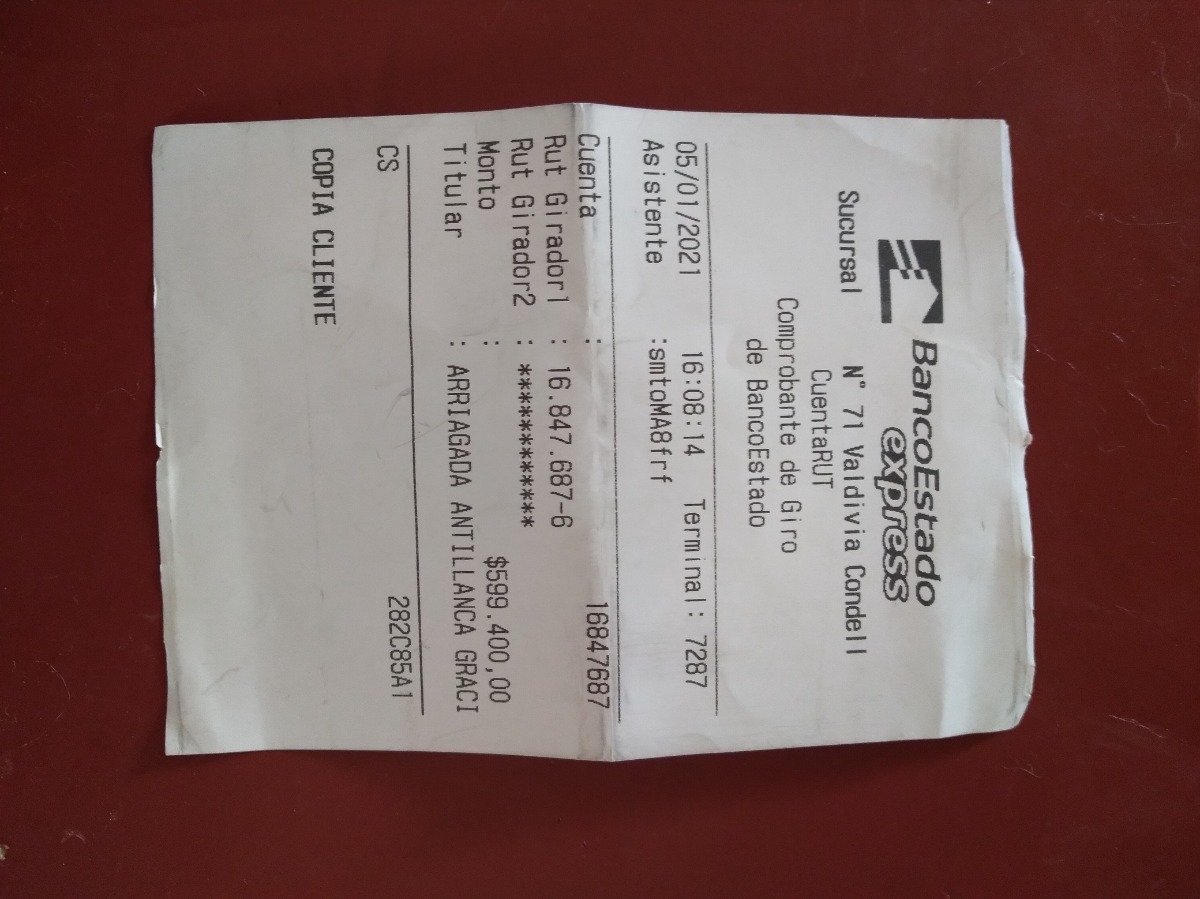 BancoEstado
express
Sucursal N° 71 Valdivia Condell
CuentaRUT
Comprobante de Giro
de BancoEstado
05/01/2021 16:08:14 Terminal: 7287
Asistente :smtoMA8frf
Cuenta : 16847687
Rut Girador1 : 16.847.687-6
Rut Girador2 : **********
Monto : $599.400,00
Titular : ARRIAGADA ANTILLANCA GRACI
CS 282C85A1
COPIA CLIENTE